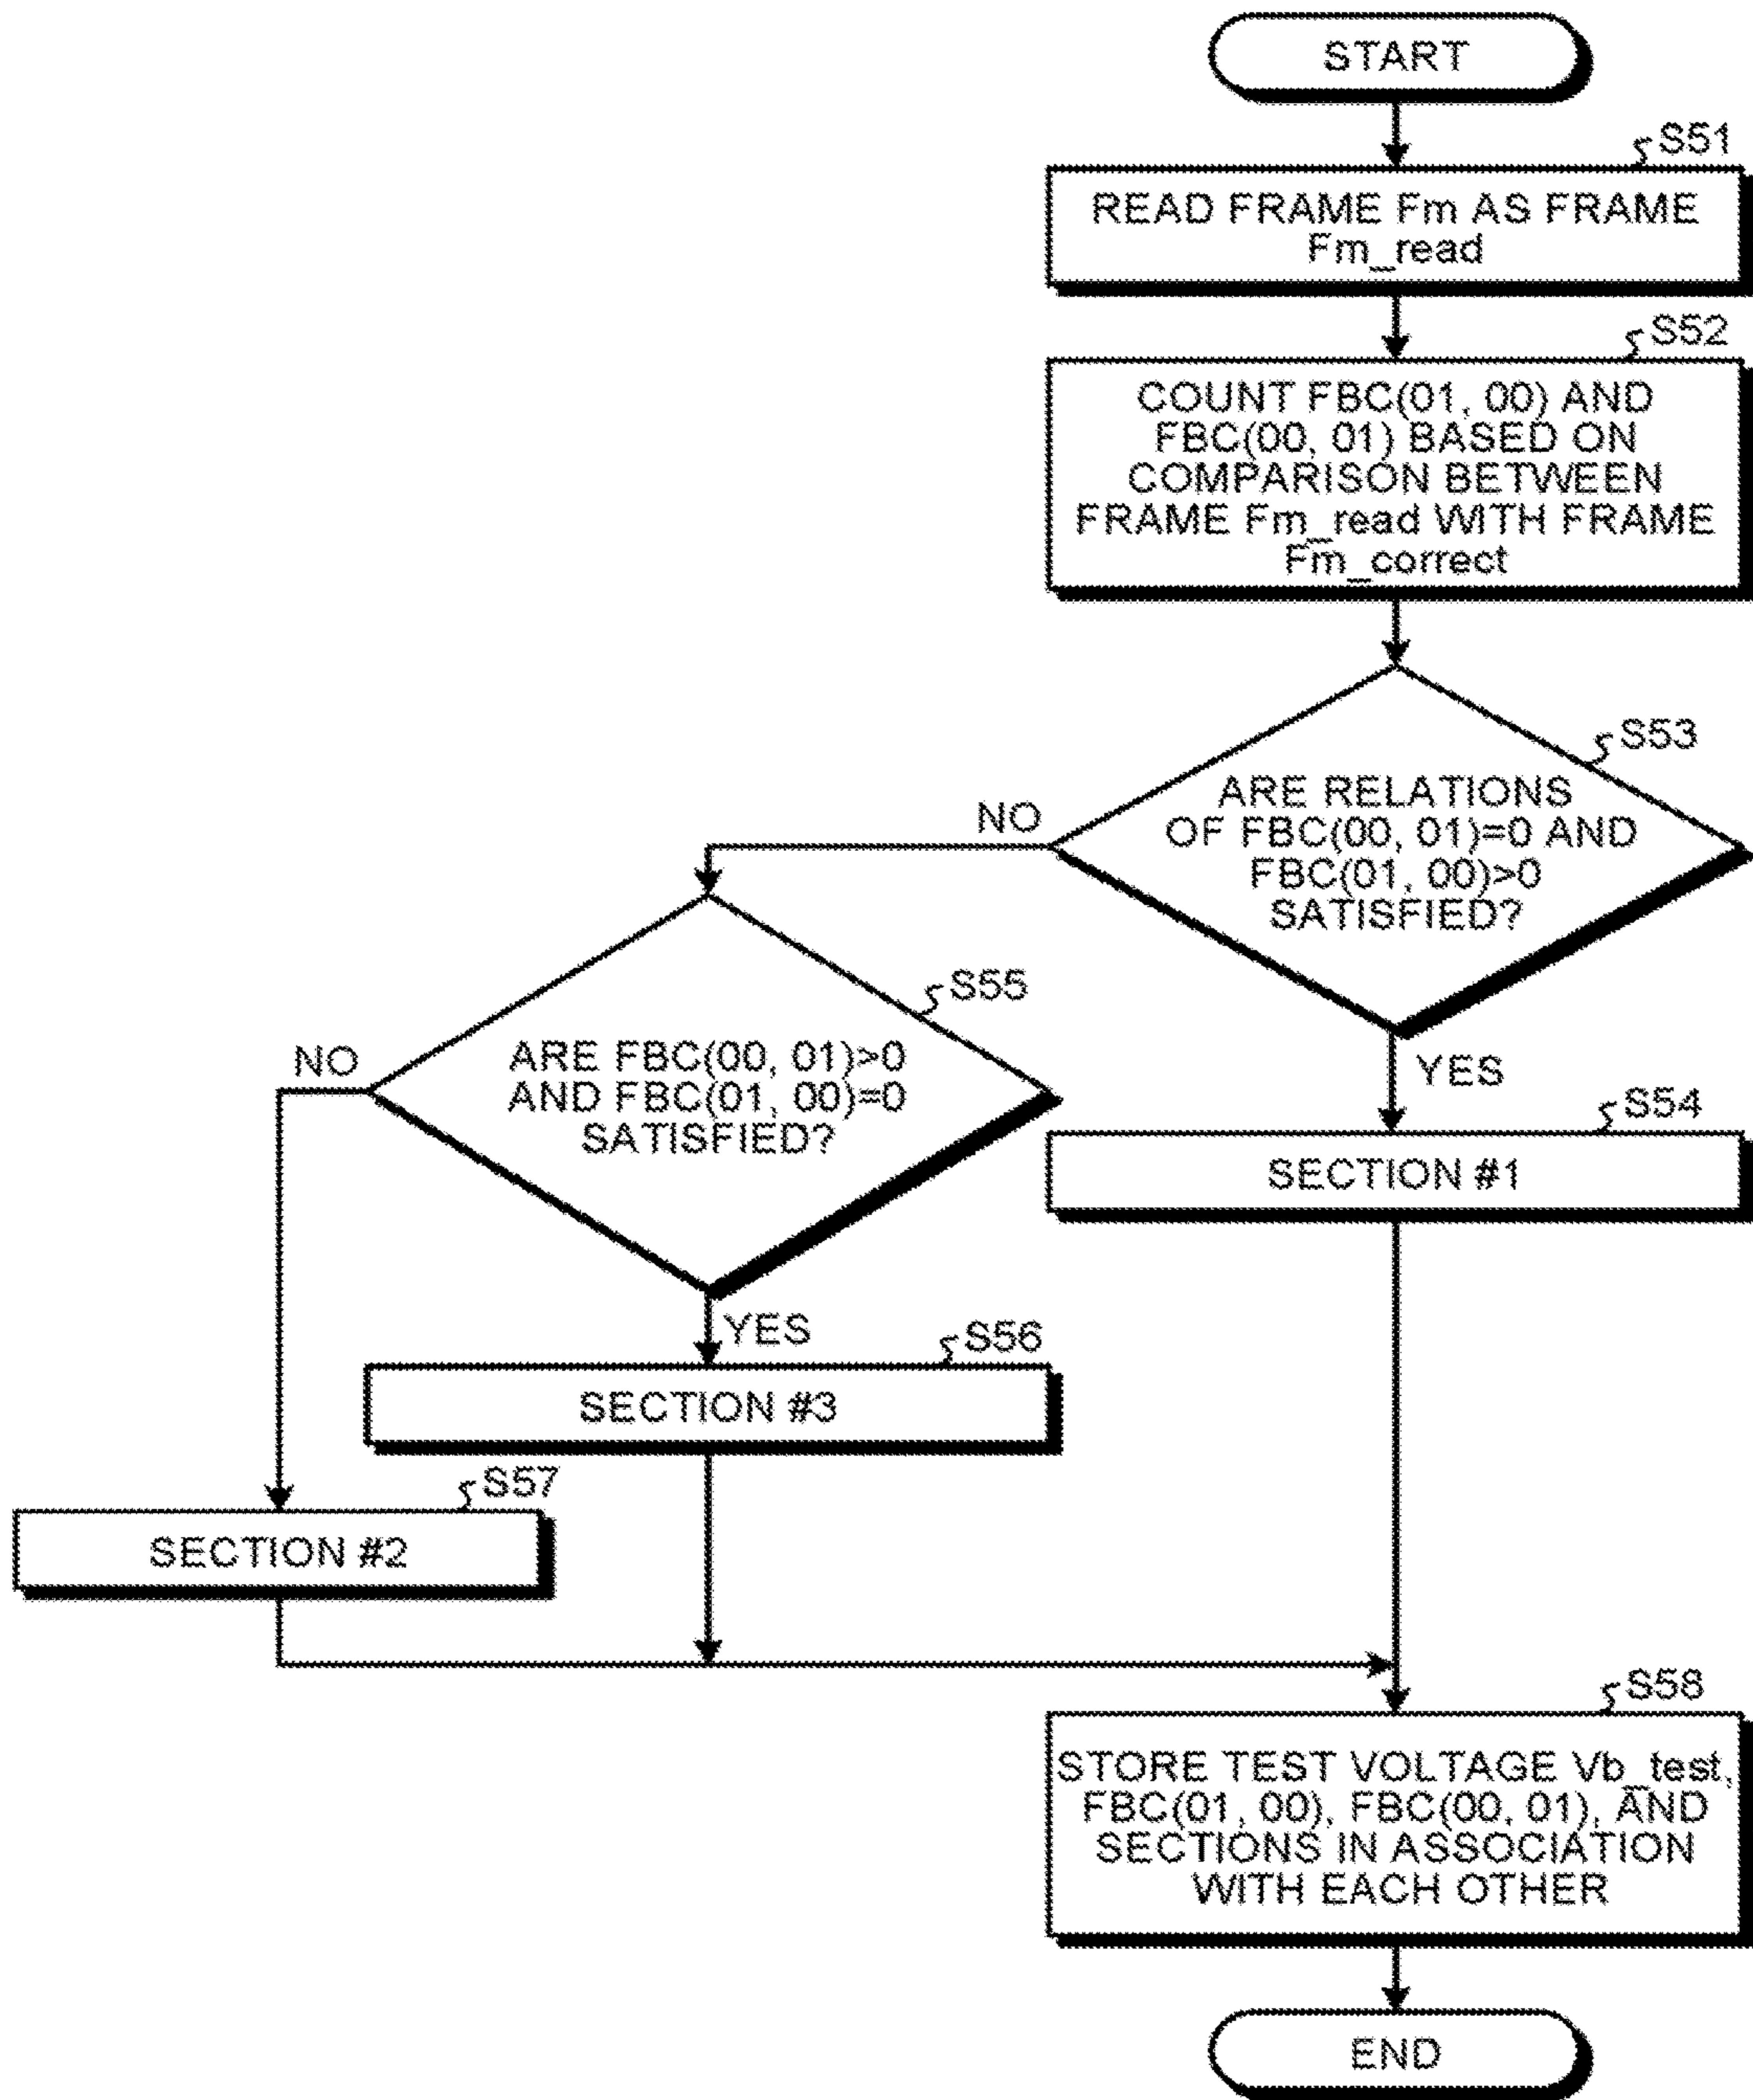 START
S51
READ FRAME Fm AS FRAME
Fm_read
S52
COUNT FBC(01, 00) AND
FBC(00, 01) BASED ON
COMPARISON BETWEEN
FRAME Fm_read WITH FRAME
Fm_correct
S53
ARE RELATIONS
OF FBC(00, 01)=0 AND
FBC(01, 00)>0
SATISFIED?
NO
YES
S55
ARE FBC(00, 01)>0
AND FBC(01, 00)=0
SATISFIED?
NO
YES
S54
SECTION #1
S56
SECTION #3
S57
SECTION #2
S58
STORE TEST VOLTAGE Vb_test,
FBC(01, 00), FBC(00, 01), AND
SECTIONS IN ASSOCIATION
WITH EACH OTHER
END